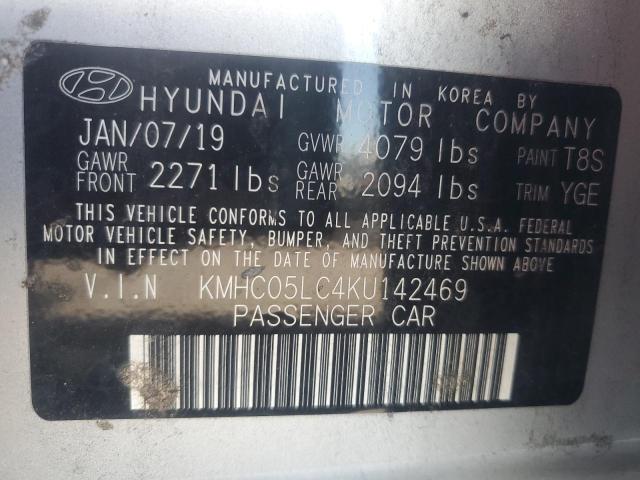 MANUFACTURED IN KOREA BY
HYUNDAI MOTOR COMPANY
JAN/07/19 GVWR 4079 lbs PAINT T8S
GAWR FRONT 2271 lbs GAWR REAR 2094 lbs TRIM YGE
THIS VEHICLE CONFORMS TO ALL APPLICABLE U.S.A. FEDERAL
MOTOR VEHICLE SAFETY, BUMPER, AND THEFT PREVENTION STANDARDS
IN EFFECT ON THE DATE OF MANUFACTURE SHOWN ABOVE.
V.I.N KMHC05LC4KU142469
PASSENGER CAR